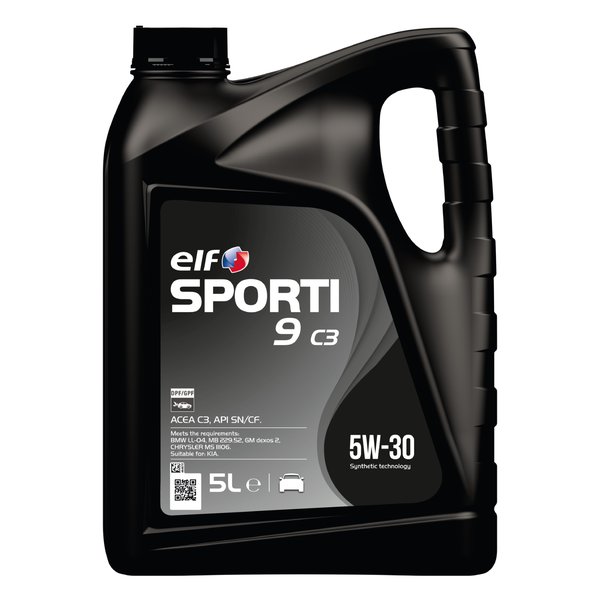 elf
SPORTI
9 C3
DPF/GPF
ACEA C3, API SN/CF.
Meets the requirements:
BMW LL-04, MB 229.52, GM dexos 2,
CHRYSLER MS 11106.
Suitable for: KIA.
5L e
5W-30
Synthetic technology